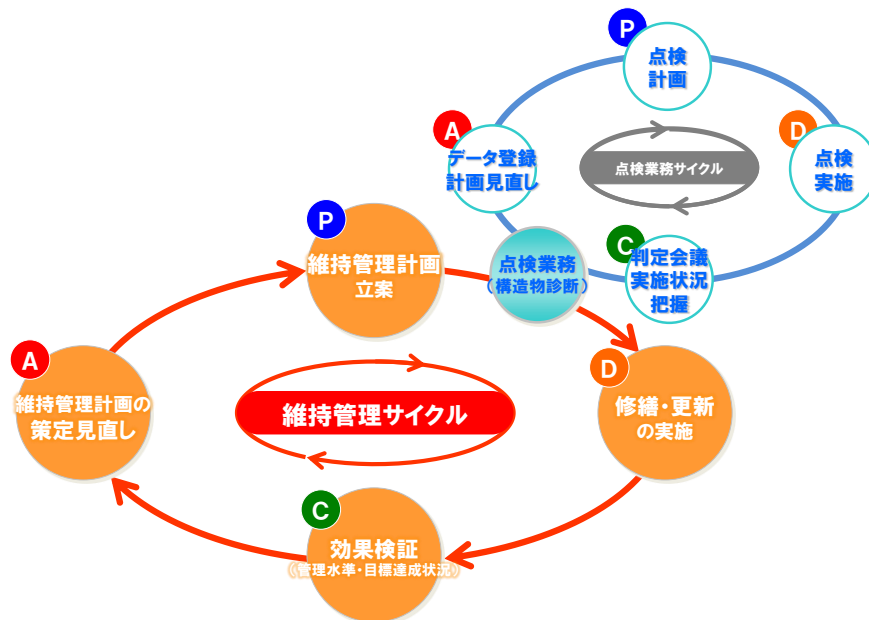 P
点検
計画
A
データ登録
計画見直し
点検業務サイクル
D
点検
実施
C
判定会議
実施状況
把握
点検業務
(構造物診断)
P
維持管理計画
立案
A
維持管理計画の
策定見直し
維持管理サイクル
D
修繕・更新
の実施
C
効果検証
(管理水準・目標達成状況)